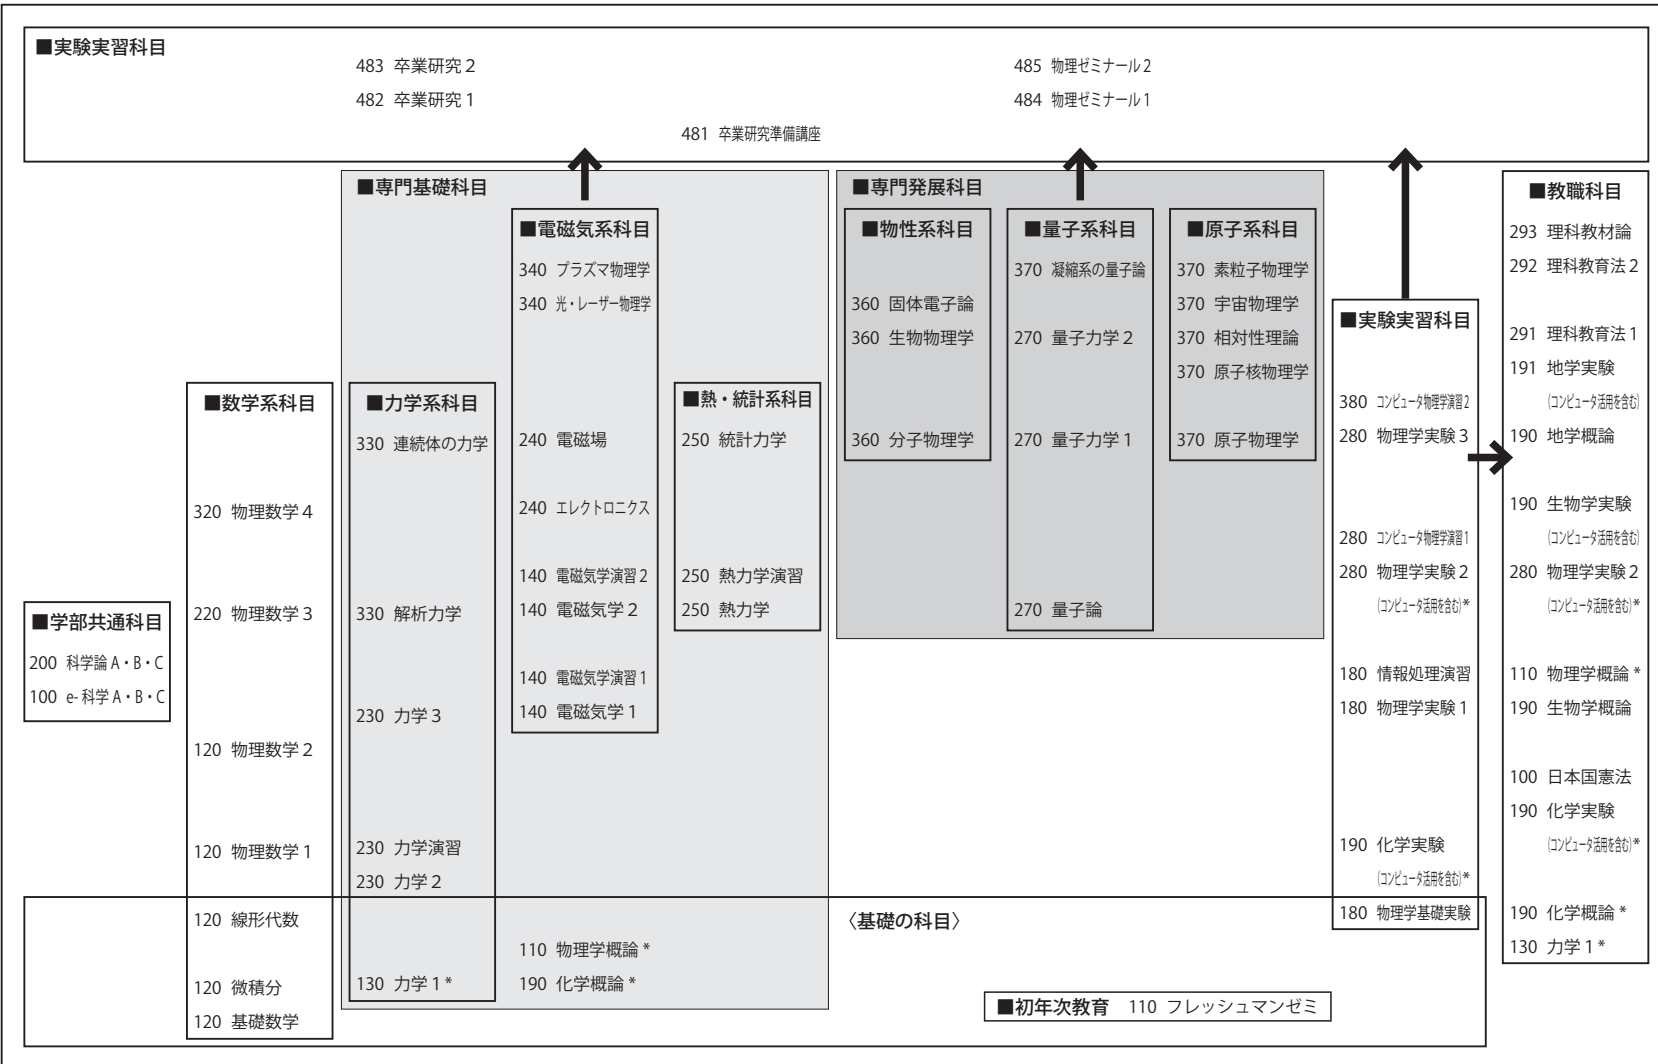 ■実験実習科目
483 卒業研究２
482 卒業研究１
485 物理ゼミナール２
484 物理ゼミナール１
481 卒業研究準備講座
■学部共通科目
200 科学論 A・B・C
100 e- 科学 A・B・C
■数学系科目
320 物理数学４
220 物理数学３
120 物理数学２
120 物理数学１
120 線形代数
120 微積分
120 基礎数学
■専門基礎科目
■力学系科目
330 連続体の力学
330 解析力学
230 力学３
230 力学演習
230 力学２
130 力学１*
■電磁気系科目
340 プラズマ物理学
340 光・レーザー物理学
240 電磁場
240 エレクトロニクス
140 電磁気学演習２
140 電磁気学２
140 電磁気学演習１
140 電磁気学１
110 物理学概論 *
190 化学概論 *
■熱・統計系科目
250 統計力学
250 熱力学演習
250 熱力学
■専門発展科目
■物性系科目
360 固体電子論
360 生物物理学
360 分子物理学
■量子系科目
370 凝縮系の量子論
270 量子力学２
270 量子力学１
270 量子論
■原子系科目
370 素粒子物理学
370 宇宙物理学
370 相対性理論
370 原子核物理学
370 原子物理学
〈基礎の科目〉
■初年次教育 110 フレッシュマンゼミ
■実験実習科目
380 コンピュータ物理学演習2
280 物理学実験３
280 コンピュータ物理学演習1
280 物理学実験２
(コンピュータ活用を含む)*
180 情報処理演習
180 物理学実験１
190 化学実験
(コンピュータ活用を含む)*
180 物理学基礎実験
■教職科目
293 理科教材論
292 理科教育法２
291 理科教育法１
191 地学実験
(コンピュータ活用を含む)
190 地学概論
190 生物学実験
(コンピュータ活用を含む)
280 物理学実験２
(コンピュータ活用を含む)*
110 物理学概論 *
190 生物学概論
100 日本国憲法
190 化学実験
(コンピュータ活用を含む)*
190 化学概論 *
130 力学１*